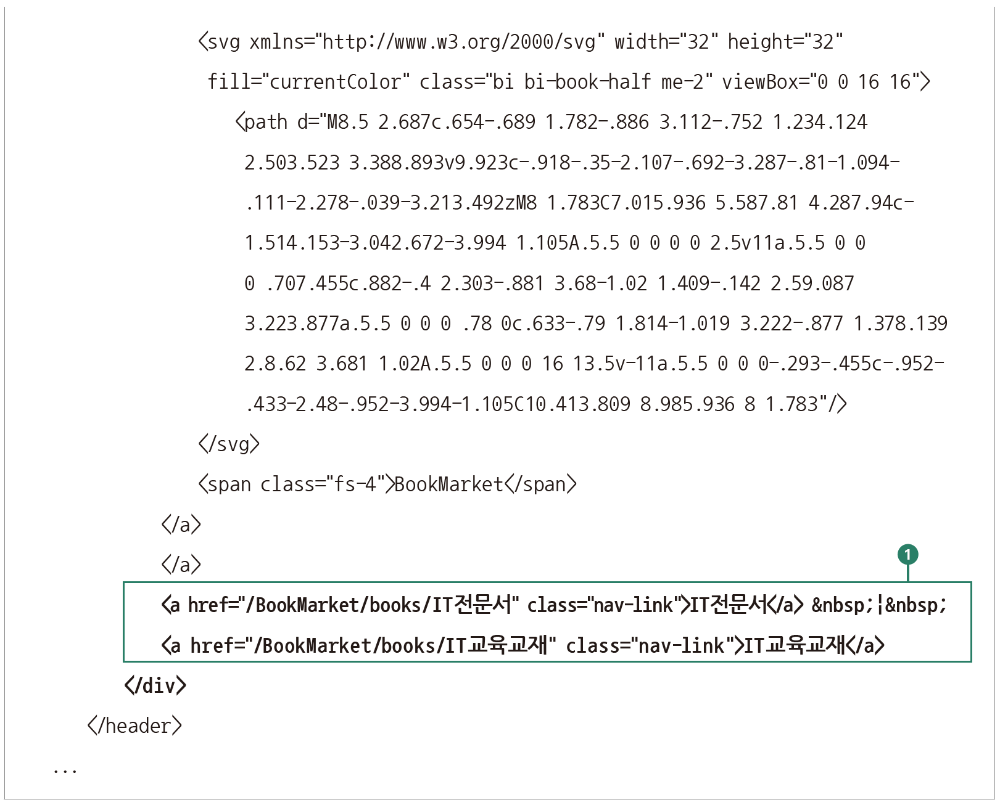 <svg xmlns="http://www.w3.org/2000/svg" width="32" height="32"
fill="currentColor" class="bi bi-book-half me-2" viewBox="0 0 16 16">
<path d="M8.5 2.687c.654-.689 1.782-.886 3.112-.752 1.234.124
2.503.523 3.388.893v9.923c-.918-.35-2.107-.692-3.287-.81-1.094-
.111-2.278-.039-3.213.492zM8 1.783C7.015.936 5.587.81 4.287.94c-
1.514.153-3.042.672-3.994 1.105A.5.5 0 0 0 0 2.5v11a.5.5 0 0
0 .707.455c.882-.4 2.303-.881 3.68-1.02 1.409-.142 2.59.087
3.223.877a.5.5 0 0 0 .78 0c.633-.79 1.814-1.019 3.222-.877 1.378.139
2.8.62 3.681 1.02A.5.5 0 0 0 16 13.5v-11a.5.5 0 0 0-.293-.455c-.952-
.433-2.48-.952-3.994-1.105C10.413.809 8.985.936 8 1.783"/>
</svg>
<span class="fs-4">BookMarket</span>
</a>
</a>
1
<a href="/BookMarket/books/IT전문서" class="nav-link">IT전문서</a> &nbsp;|&nbsp;
<a href="/BookMarket/books/IT교육교재" class="nav-link">IT교육교재</a>
</div>
</header>
...